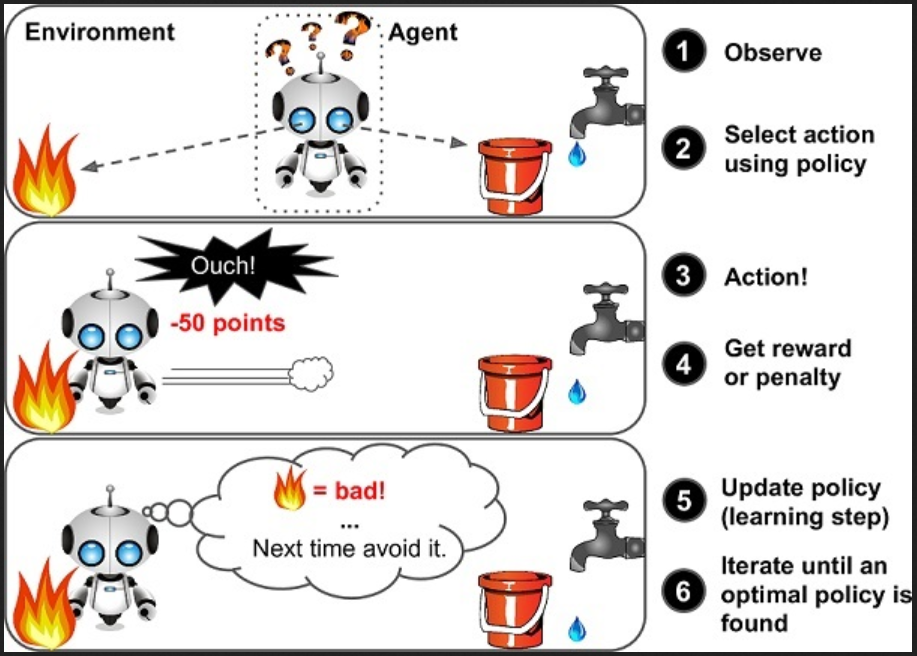 Environment
Agent
? ? ?
1 Observe
2 Select action
using policy
Ouch!
-50 points
3 Action!
4 Get reward
or penalty
= bad!
...
Next time avoid it.
5 Update policy
(learning step)
6 Iterate until an
optimal policy is
found